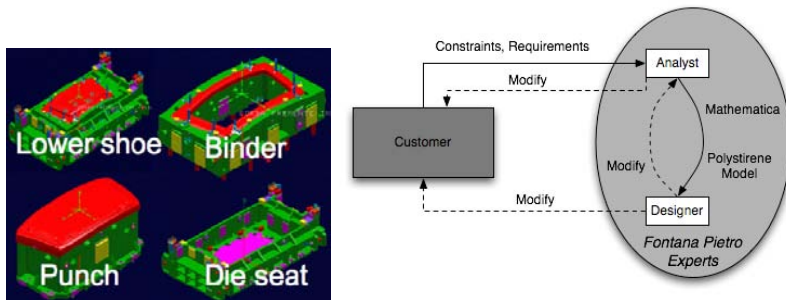 Lower shoe
Binder
Punch
Die seat
Constraints, Requirements
Modify
Analyst
Customer
Mathematica
Modify
Polystirene
Model
Modify
Designer
Fontana Pietro
Experts